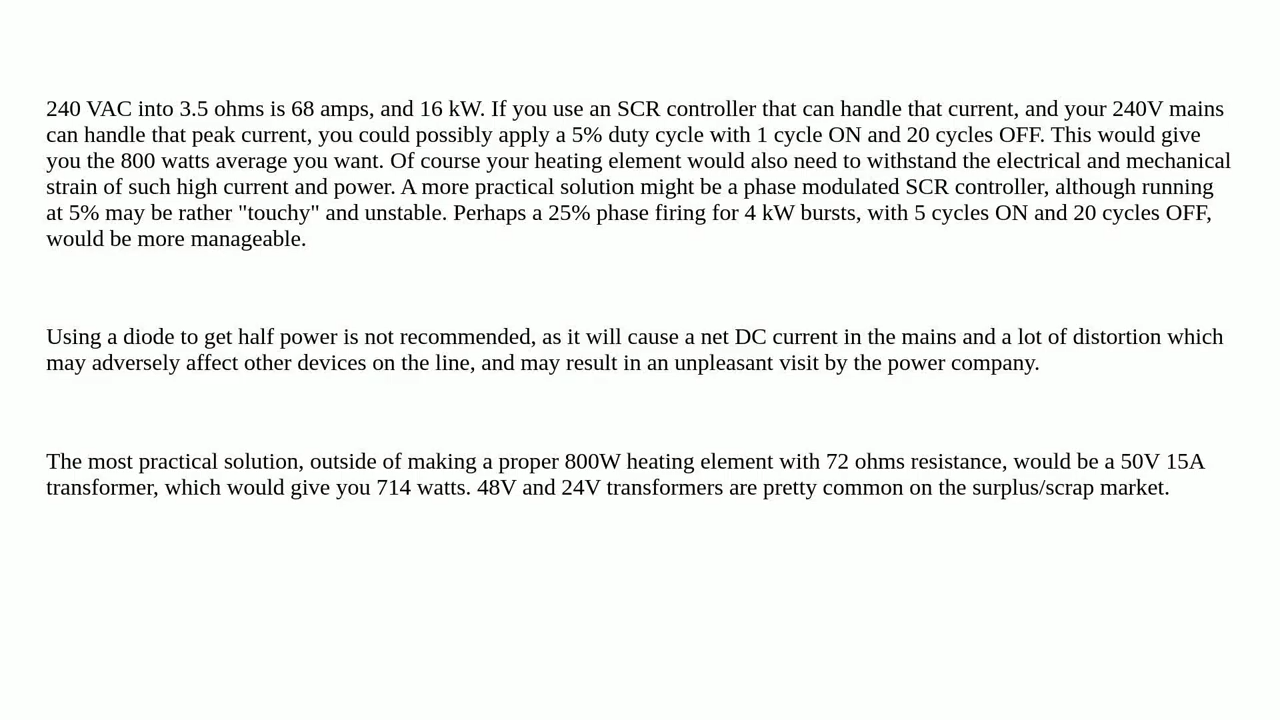 240 VAC into 3.5 ohms is 68 amps, and 16 kW. If you use an SCR controller that can handle that current, and your 240V mains
can handle that peak current, you could possibly apply a 5% duty cycle with 1 cycle ON and 20 cycles OFF. This would give
you the 800 watts average you want. Of course your heating element would also need to withstand the electrical and mechanical
strain of such high current and power. A more practical solution might be a phase modulated SCR controller, although running
at 5% may be rather "touchy" and unstable. Perhaps a 25% phase firing for 4 kW bursts, with 5 cycles ON and 20 cycles OFF,
would be more manageable.
Using a diode to get half power is not recommended, as it will cause a net DC current in the mains and a lot of distortion which
may adversely affect other devices on the line, and may result in an unpleasant visit by the power company.
The most practical solution, outside of making a proper 800W heating element with 72 ohms resistance, would be a 50V 15A
transformer, which would give you 714 watts. 48V and 24V transformers are pretty common on the surplus/scrap market.